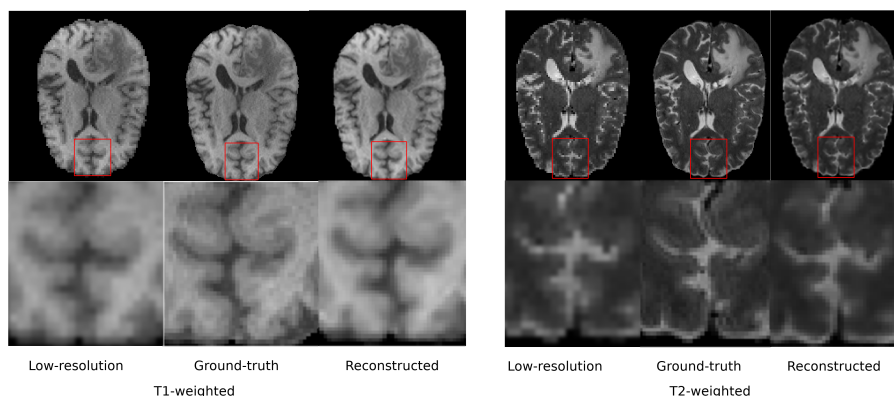 Low-resolution Ground-truth Reconstructed
T1-weighted
Low-resolution Ground-truth Reconstructed
T2-weighted